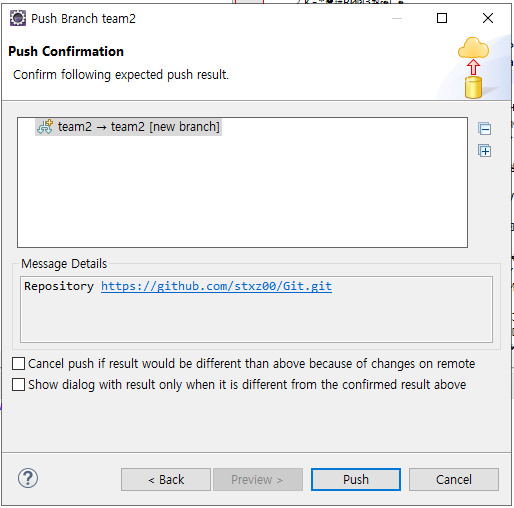 Push Branch team2
Push Confirmation
Confirm following expected push result.
team2 → team2 [new branch]
Message Details
Repository https://github.com/stxz00/Git.git
Cancel push if result would be different than above because of changes on remote
Show dialog with result only when it is different from the confirmed result above
< Back
Preview >
Push
Cancel